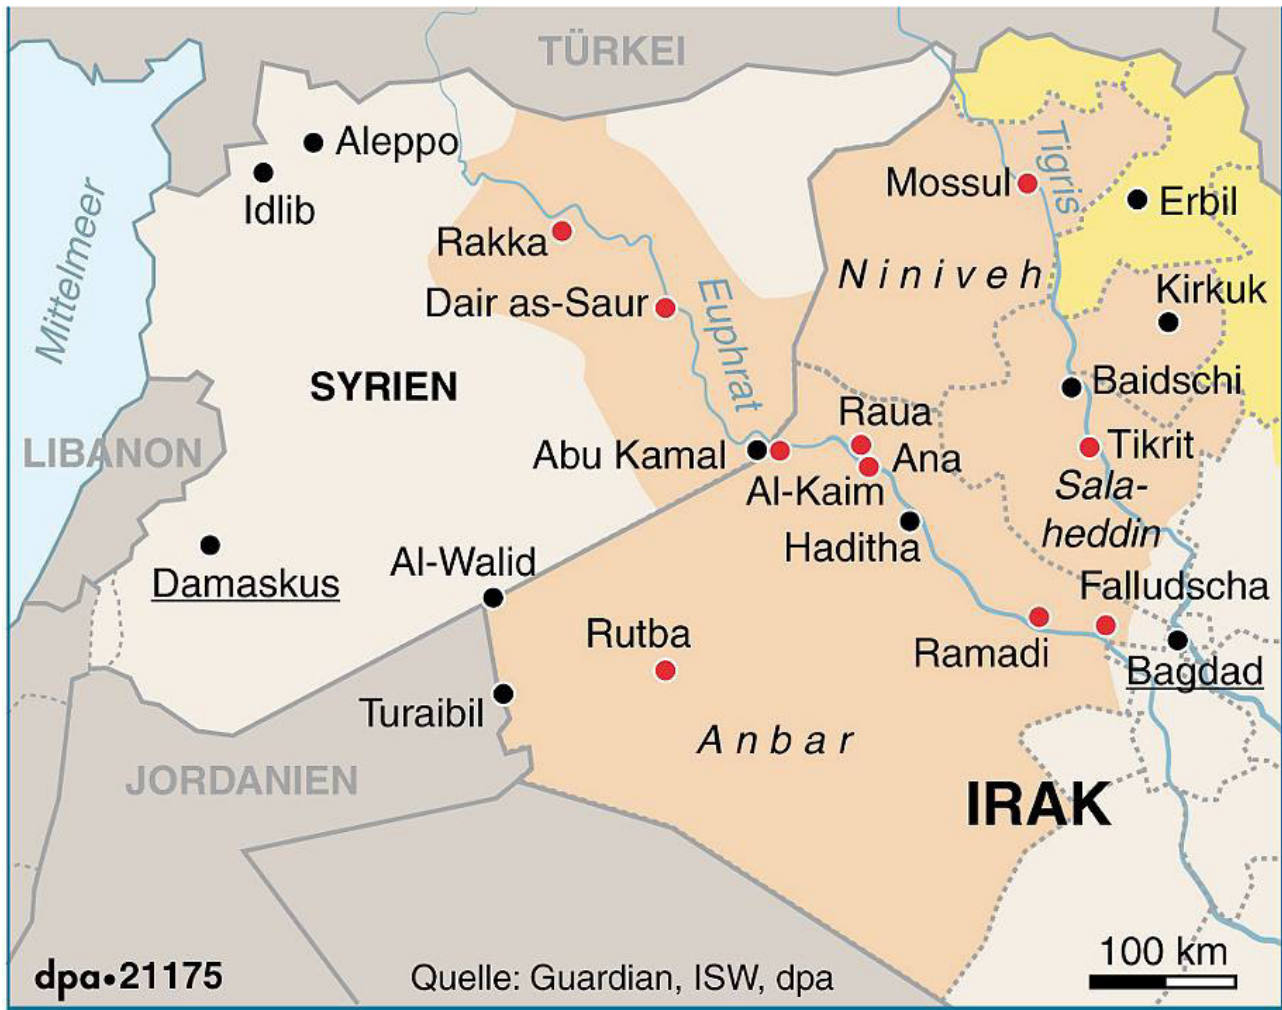 TÜRKEI
Aleppo
Idlib
Mittelmeer
Mossul
Tigris
Erbil
Rakka
Niniveh
Kirkuk
Dair as-Saur
Euphrat
SYRIEN
Baidschi
LIBANON
Raua
Abu Kamal
Ana
Tikrit
Al-Kaim
Sala-
heddin
Haditha
Al-Walid
Damaskus
Falludscha
Rutba
Ramadi
Bagdad
Turaibil
Anbar
JORDANIEN
IRAK
100 km
dpa•21175
Quelle: Guardian, ISW, dpa